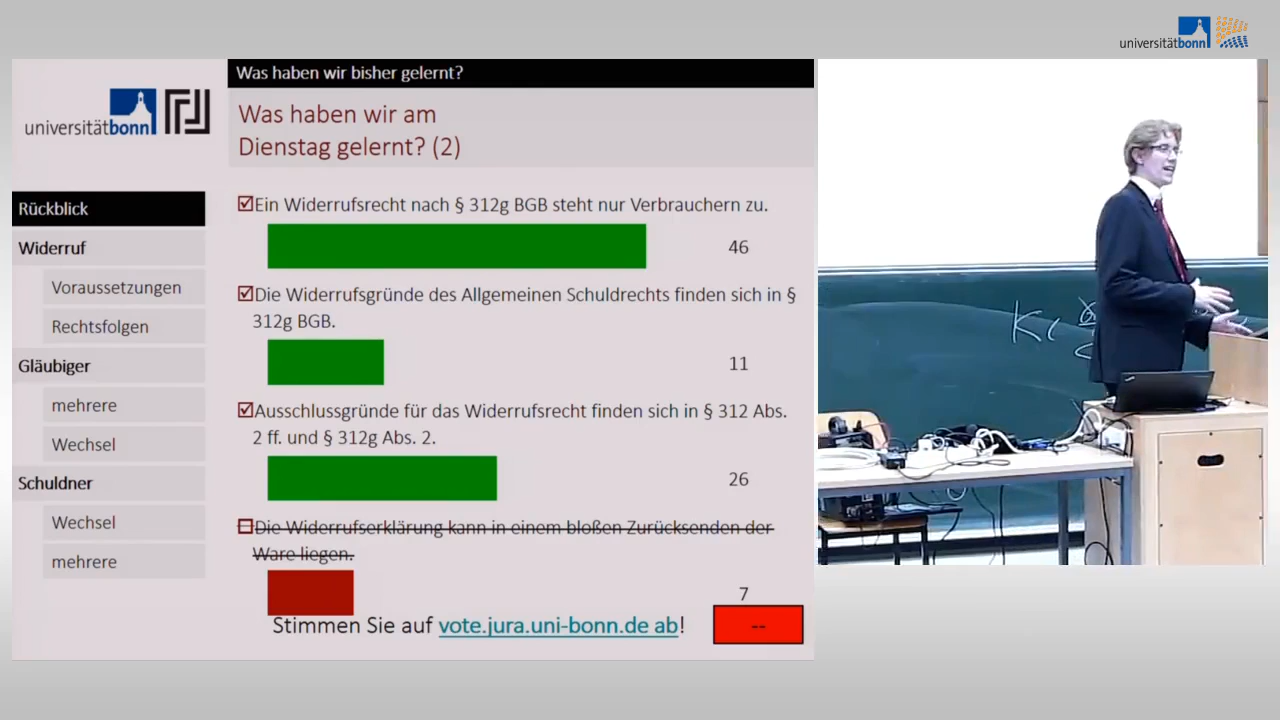 universitätbonn
Was haben wir bisher gelernt?
universitätbonn
Was haben wir am
Dienstag gelernt? (2)
Rückblick
Widerruf
Voraussetzungen
Rechtsfolgen
Gläubiger
mehrere
Wechsel
Schuldner
Wechsel
mehrere
Ein Widerrufsrecht nach § 312g BGB steht nur Verbrauchern zu.
46
Die Widerrufsgründe des Allgemeinen Schuldrechts finden sich in §
312g BGB.
11
Ausschlussgründe für das Widerrufsrecht finden sich in § 312 Abs.
2 ff. und § 312g Abs. 2.
26
Die Widerrufserklärung kann in einem bloßen Zurücksenden der
Ware liegen.
7
Stimmen Sie auf vote.jura.uni-bonn.de ab!
--